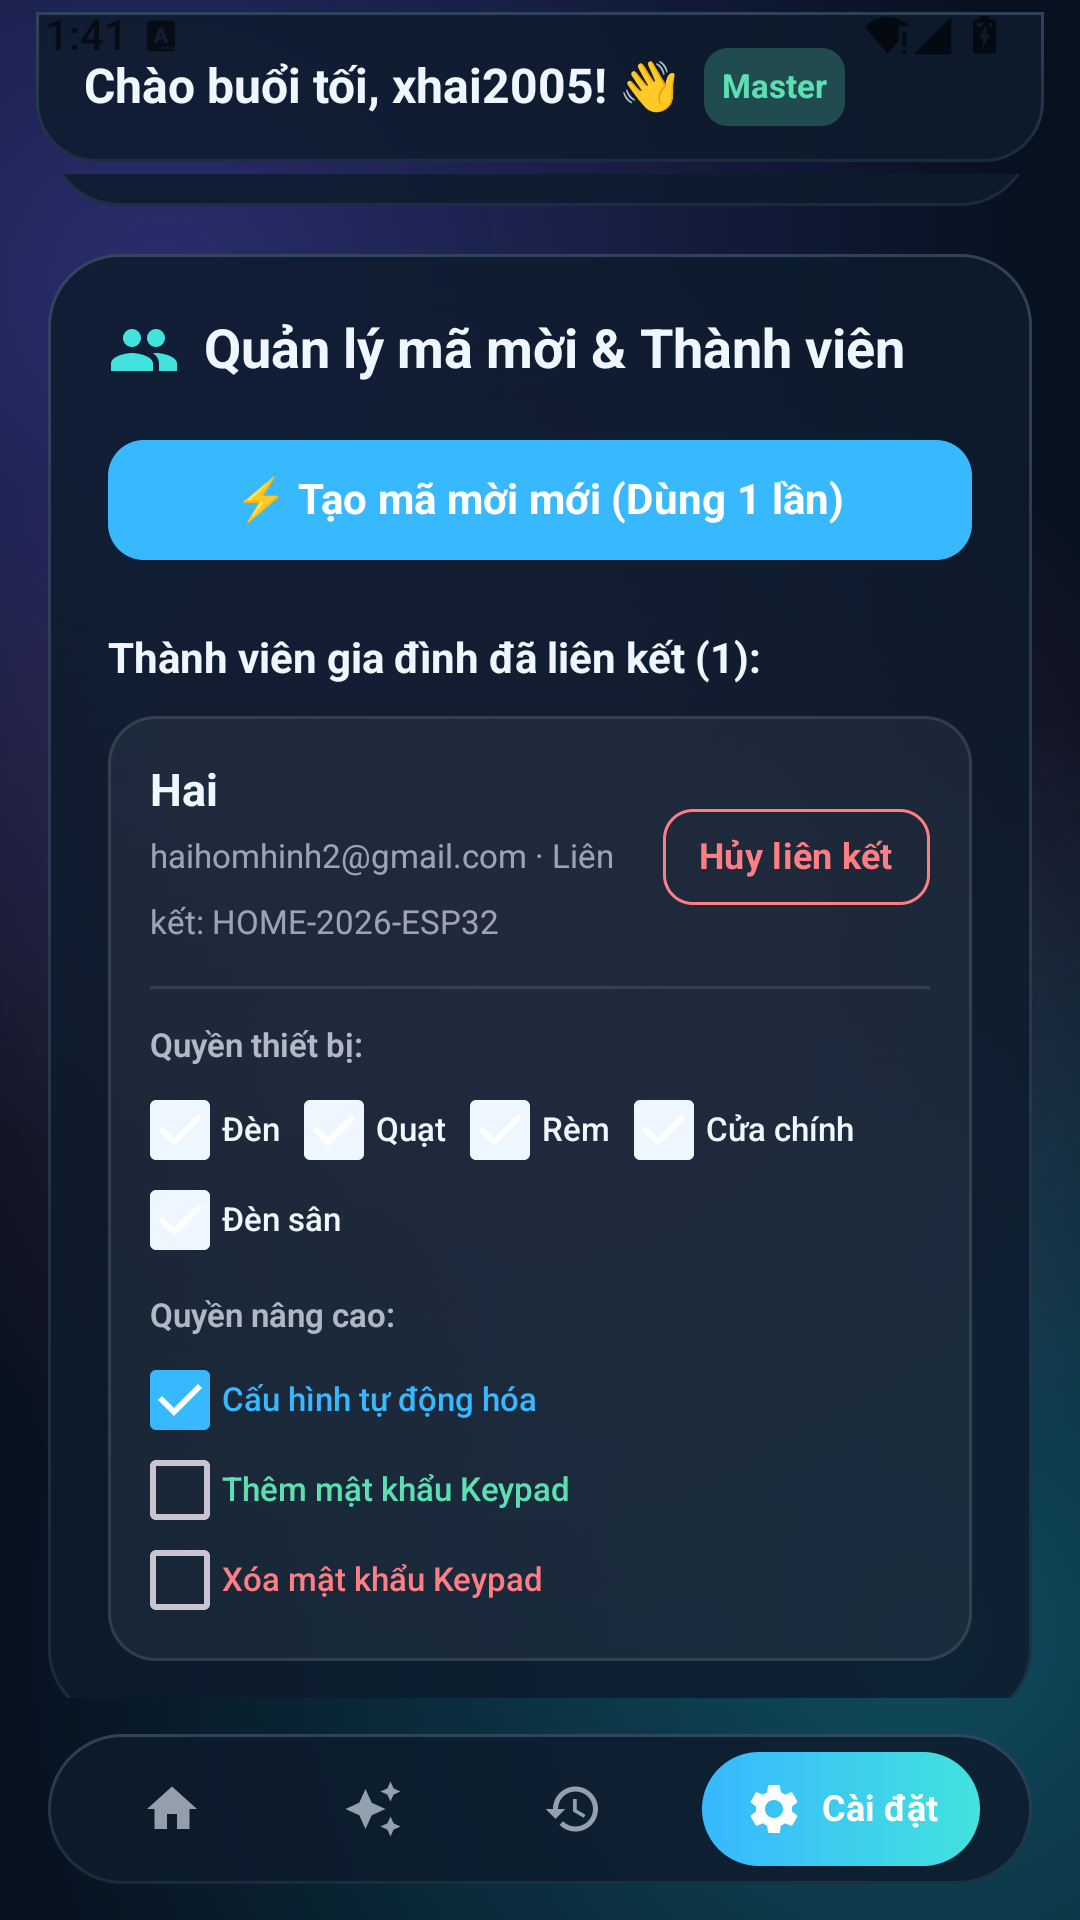 1:41
Chào buổi tối, xhai2005! 👋 Master
Quản lý mã mời & Thành viên
⚡ Tạo mã mời mới (Dùng 1 lần)
Thành viên gia đình đã liên kết (1):
Hai
haihomhinh2@gmail.com · Liên
kết: HOME-2026-ESP32
Hủy liên kết
Quyền thiết bị:
Đèn Quạt Rèm Cửa chính
Đèn sân
Quyền nâng cao:
Cấu hình tự động hóa
Thêm mật khẩu Keypad
Xóa mật khẩu Keypad
Cài đặt